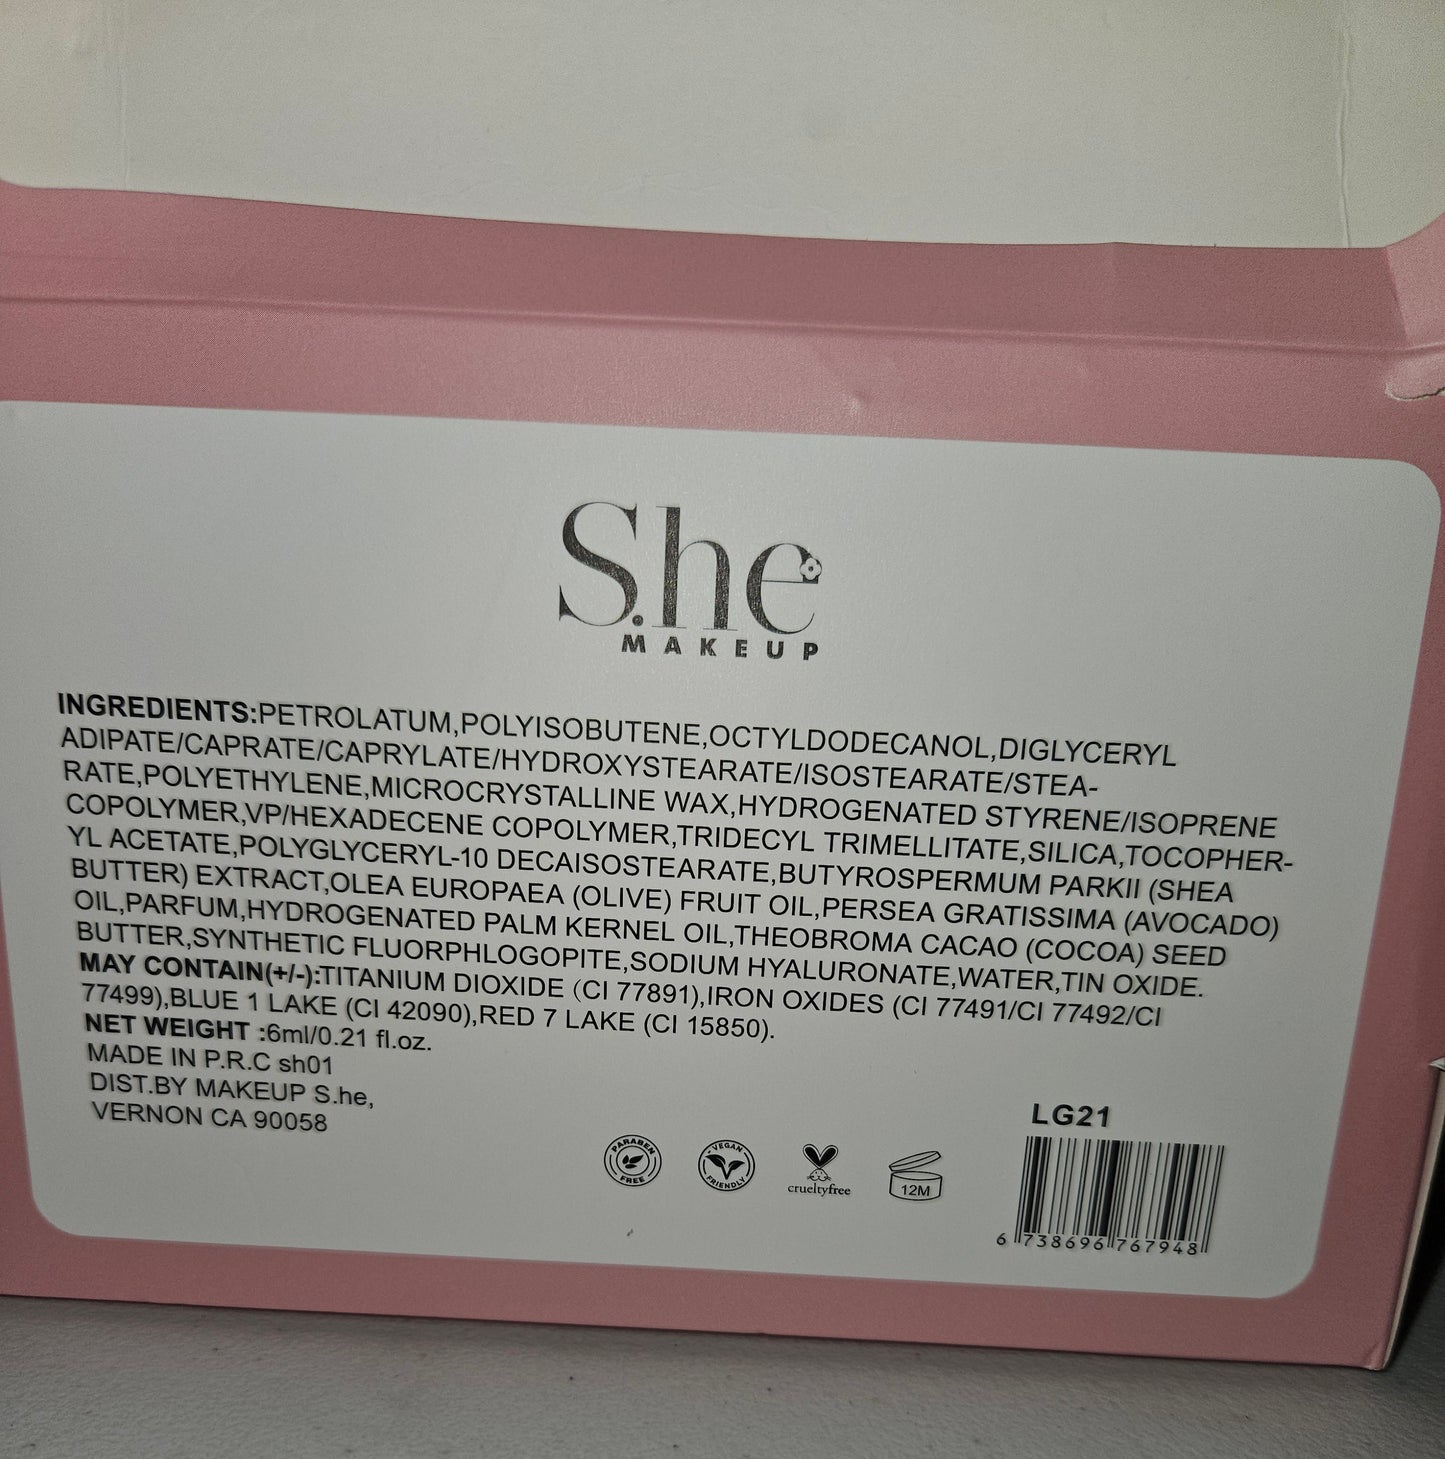 S.he
MAKEUP
INGREDIENTS:PETROLATUM,POLYISOBUTENE,OCTYLDODECANOL,DIGLYCERYL
ADIPATE/CAPRATE/CAPRYLATE/HYDROXYSTEARATE/ISOSTEARATE/STEA-
RATE,POLYETHYLENE,MICROCRYSTALLINE WAX,HYDROGENATED STYRENE/ISOPRENE
COPOLYMER,VP/HEXADECENE COPOLYMER,TRIDECYL TRIMELLITATE,SILICA,TOCOPHER-
YL ACETATE,POLYGLYCERYL-10 DECAISOSTEARATE,BUTYROSPERMUM PARKII (SHEA
BUTTER) EXTRACT,OLEA EUROPAEA (OLIVE) FRUIT OIL,PERSEA GRATISSIMA (AVOCADO)
OIL,PARFUM,HYDROGENATED PALM KERNEL OIL,THEOBROMA CACAO (COCOA) SEED
BUTTER,SYNTHETIC FLUORPHLOGOPITE,SODIUM HYALURONATE,WATER,TIN OXIDE.
MAY CONTAIN(+/-):TITANIUM DIOXIDE (CI 77891),IRON OXIDES (CI 77491/CI 77492/CI
77499),BLUE 1 LAKE (CI 42090),RED 7 LAKE (CI 15850).
NET WEIGHT :6ml/0.21 fl.oz.
MADE IN P.R.C sh01
DIST.BY MAKEUP S.he,
VERNON CA 90058
PARABEN FREE
VEGAN FRIENDLY
crueltyfree
12M
LG21
6 738696 767948